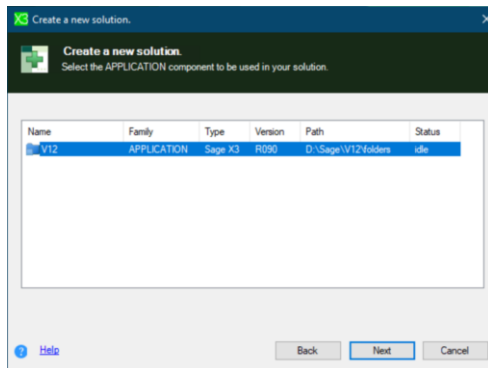 X3 Create a new solution.
Create a new solution.
Select the APPLICATION component to be used in your solution.
Name Family Type Version Path Status
V12 APPLICATION Sage X3 R090 D:\Sage\V12\folders idle
? Help Back Next Cancel